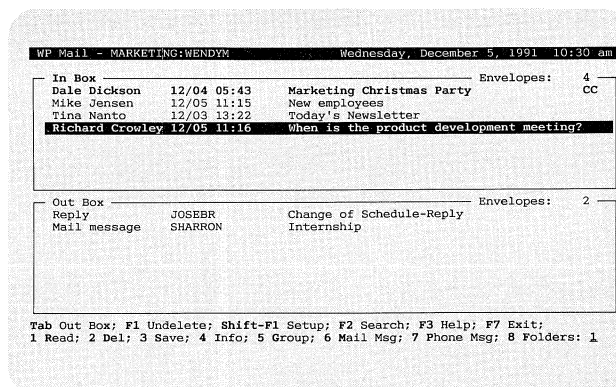 WP Mail - MARKETING:WENDYM Wednesday, December 5, 1991 10:30 am
In Box Envelopes: 4
Dale Dickson 12/04 05:43 Marketing Christmas Party CC
Mike Jensen 12/05 11:15 New employees
Tina Nanto 12/03 13:22 Today's Newsletter
Richard Crowley 12/05 11:16 When is the product development meeting?
Out Box Envelopes: 2
Reply JOSEBR Change of Schedule-Reply
Mail message SHARRON Internship
Tab Out Box; F1 Undelete; Shift-F1 Setup; F2 Search; F3 Help; F7 Exit;
1 Read; 2 Del; 3 Save; 4 Info; 5 Group; 6 Mail Msg; 7 Phone Msg; 8 Folders: 1